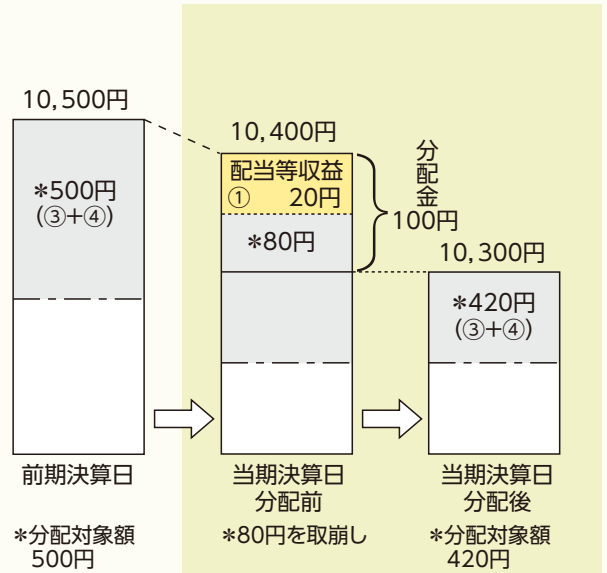 10,500円
*500円
(③+④)
前期決算日
*分配対象額
500円
10,400円
配当等収益
① 20円
*80円
分配金
100円
当期決算日
分配前
*80円を取崩し
10,300円
*420円
(③+④)
当期決算日
分配後
*分配対象額
420円